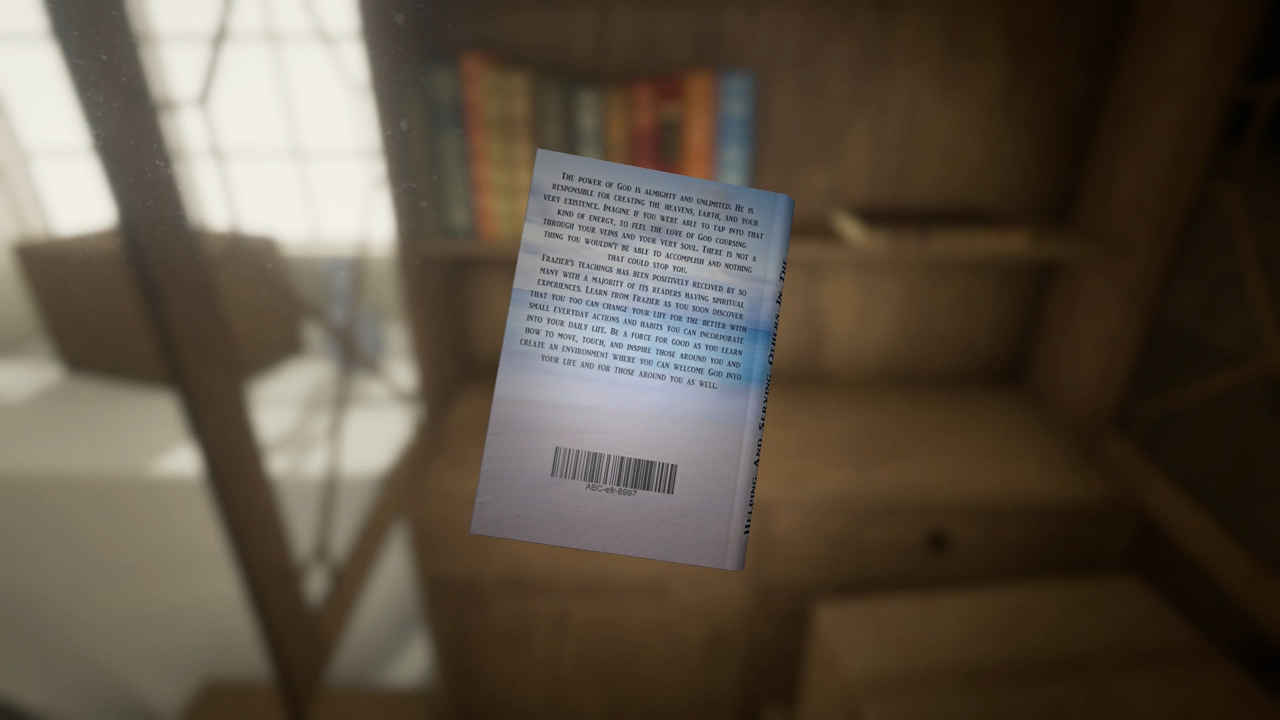 The power of God is almighty and unlimited. He is
responsible for creating the heavens, earth, and your
very existence. Imagine if you were able to tap into that
kind of energy, to feel the love of God coursing
through your veins and your very soul. There is not a
thing you wouldn't be able to accomplish and nothing
that could stop you.
Frazier's teachings has been positively received by so
many with a majority of its readers having spiritual
experiences. Learn from Frazier as you soon discover
that you too can change your life for the better with
small everyday actions and habits you can incorporate
into your daily life. Be a force for good as you learn
how to move, touch, and inspire those around you and
create an environment where you can welcome God into
your life and for those around you as well.
ABC-efr-8997
Helping And Serving Others In The